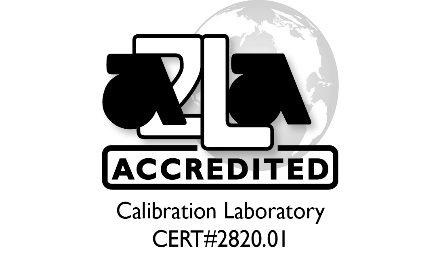 A2LA
ACCREDITED
Calibration Laboratory
CERT#2820.01